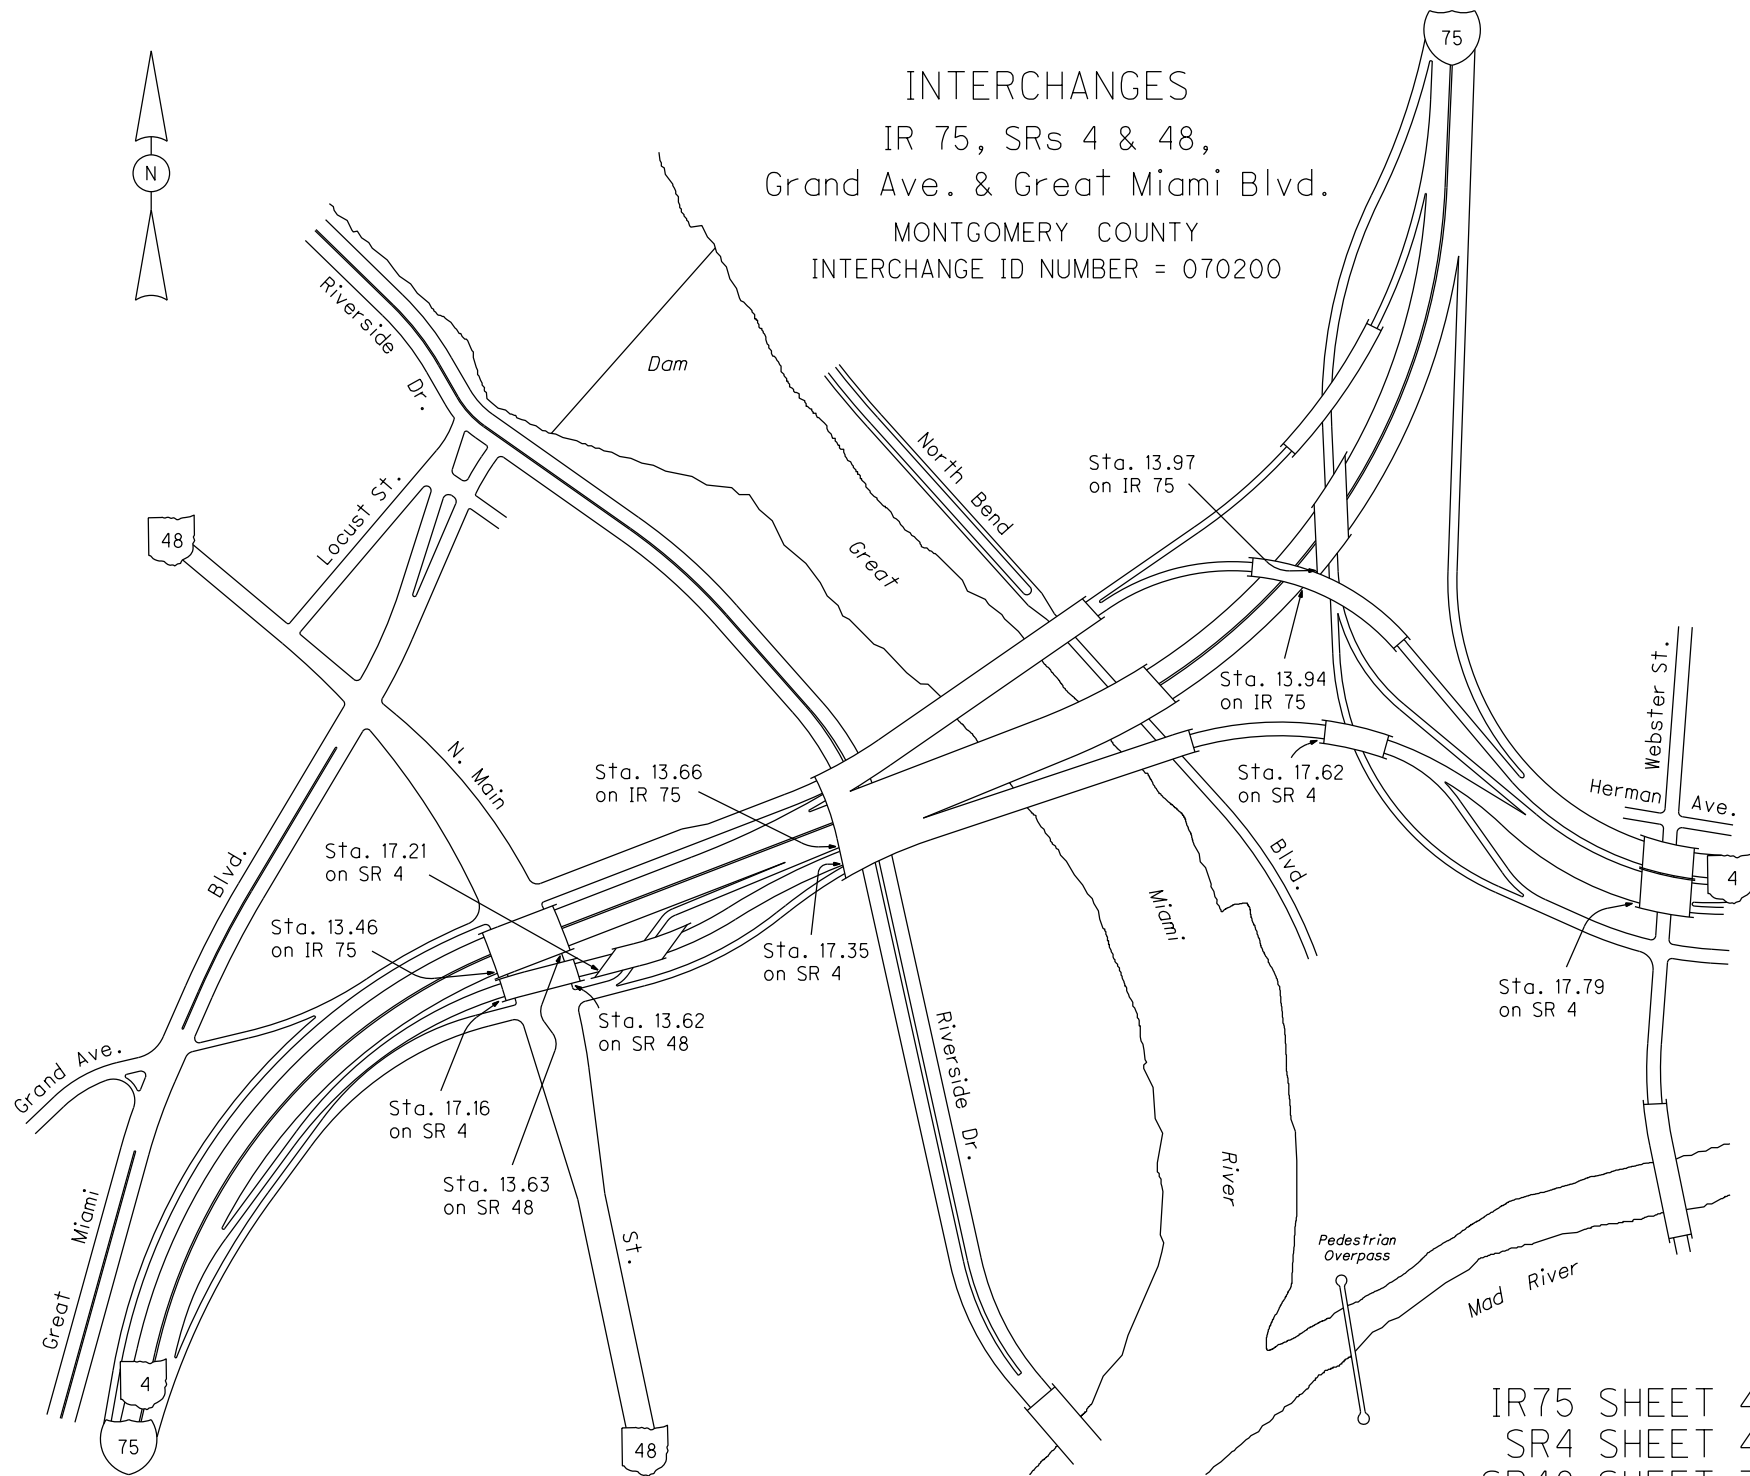 75
INTERCHANGES
IR 75, SRs 4 & 48,
Grand Ave. & Great Miami Blvd.
MONTGOMERY COUNTY
INTERCHANGE ID NUMBER = 070200
N
Riverside Dr.
Dam
North Bend
Sta. 13.97
on IR 75
Locust St.
48
Great
Sta. 13.94
on IR 75
Webster St.
N. Main
Sta. 13.66
on IR 75
Sta. 17.62
on SR 4
Herman Ave.
Blvd.
Sta. 17.21
on SR 4
Blvd.
4
Sta. 13.46
on IR 75
Miami
Sta. 17.35
on SR 4
Sta. 17.79
on SR 4
Sta. 13.62
on SR 48
Riverside Dr.
Grand Ave.
Sta. 17.16
on SR 4
Sta. 13.63
on SR 48
River
Miami
St.
Pedestrian
Overpass
Mad River
Great
4
75
48
IR75 SHEET 4
SR4 SHEET 4